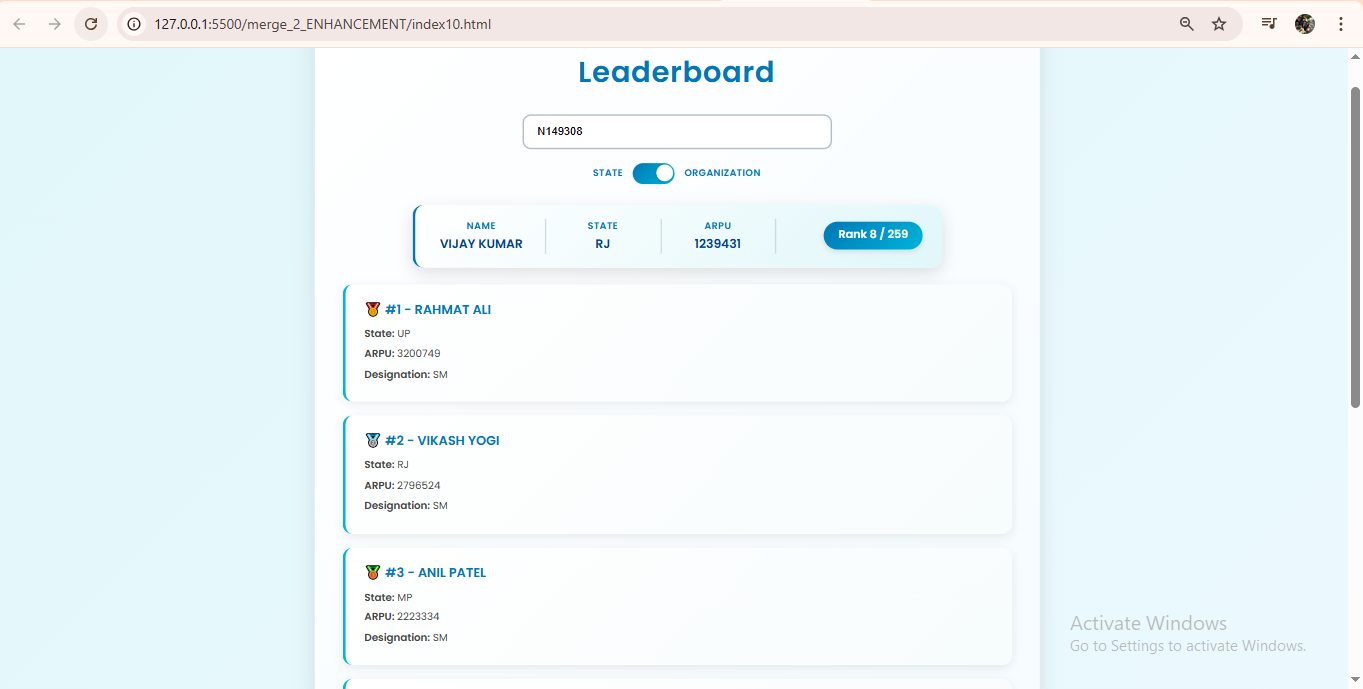 127.0.0.1:5500/merge_2_ENHANCEMENT/index10.html
Leaderboard
N149308
STATE ORGANIZATION
NAME STATE ARPU
VIJAY KUMAR RJ 1239431 Rank 8 / 259
#1 - RAHMAT ALI
State: UP
ARPU: 3200749
Designation: SM
#2 - VIKASH YOGI
State: RJ
ARPU: 2796524
Designation: SM
#3 - ANIL PATEL
State: MP
ARPU: 2223334
Designation: SM
Activate Windows
Go to Settings to activate Windows.